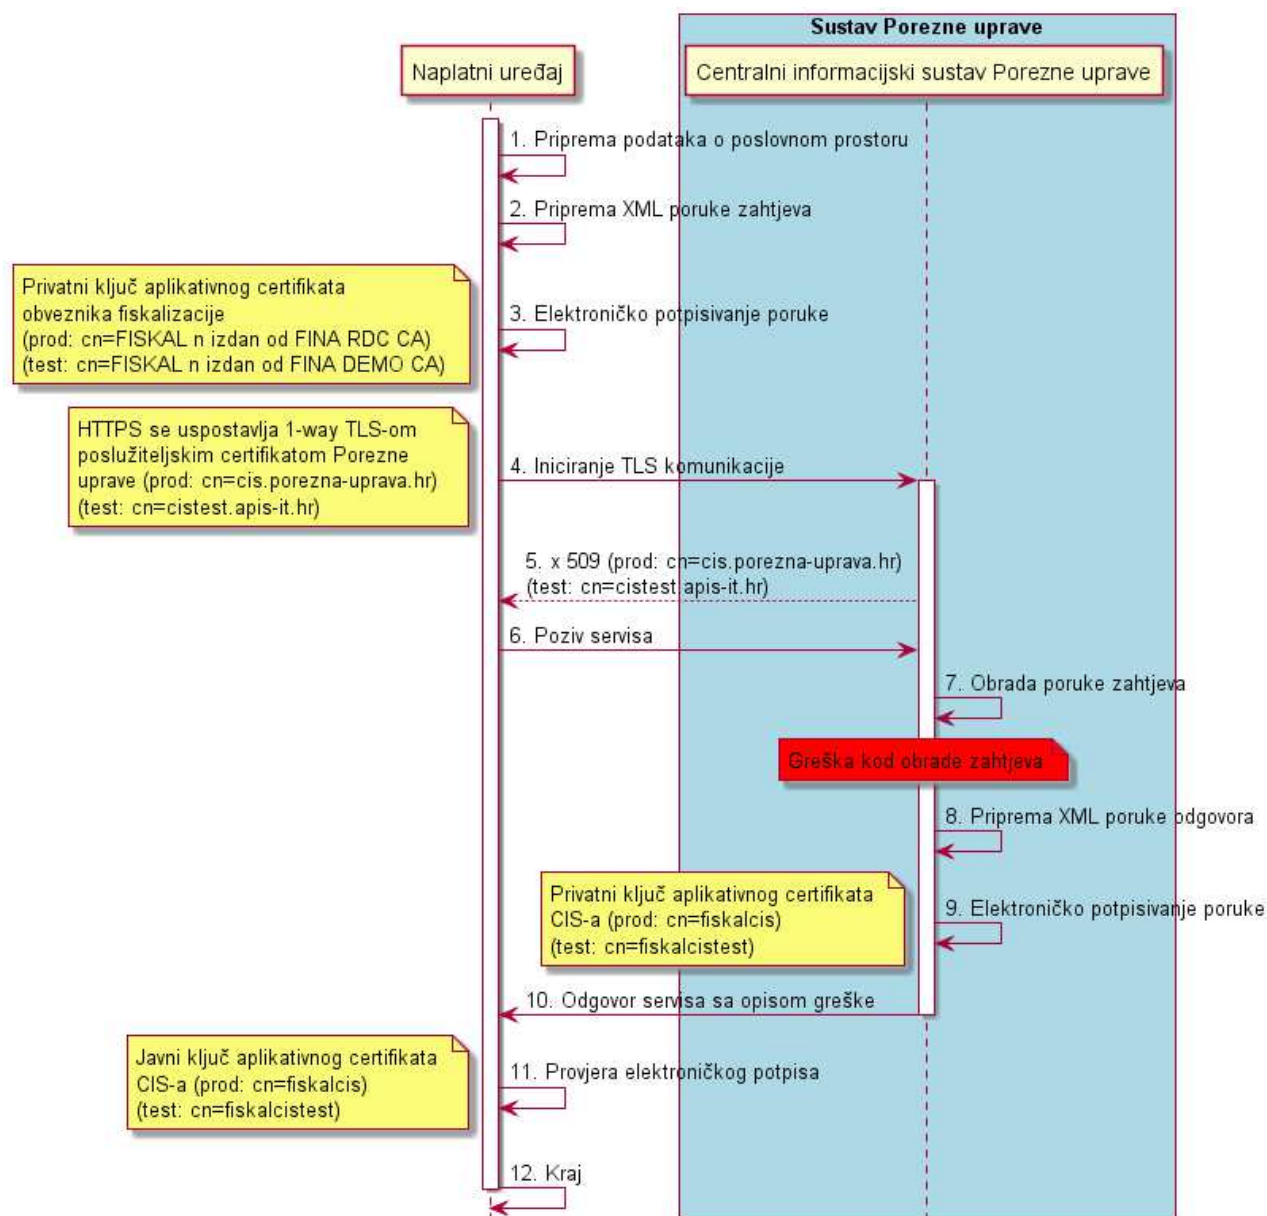 Sustav Porezne uprave
Naplatni uređaj
Centralni informacijski sustav Porezne uprave
1. Priprema podataka o poslovnom prostoru
2. Priprema XML poruke zahtjeva
Privatni ključ aplikativnog certifikata
obveznika fiskalizacije
(prod: cn=FISKAL n izdan od FINA RDC CA)
(test: cn=FISKAL n izdan od FINA DEMO CA)
3. Elektroničko potpisivanje poruke
HTTPS se uspostavlja 1-way TLS-om
poslužiteljskim certifikatom Porezne
uprave (prod: cn=cis.porezna-uprava.hr)
(test: cn=cistest.apis-it.hr)
4. Iniciranje TLS komunikacije
5. x 509 (prod: cn=cis.porezna-uprava.hr)
(test: cn=cistest.apis-it.hr)
6. Poziv servisa
7. Obrada poruke zahtjeva
Greška kod obrade zahtjeva
8. Priprema XML poruke odgovora
Privatni ključ aplikativnog certifikata
CIS-a (prod: cn=fiskalcis)
(test: cn=fiskalcistest)
9. Elektroničko potpisivanje poruke
10. Odgovor servisa sa opisom greške
Javni ključ aplikativnog certifikata
CIS-a (prod: cn=fiskalcis)
(test: cn=fiskalcistest)
11. Provjera elektroničkog potpisa
12. Kraj